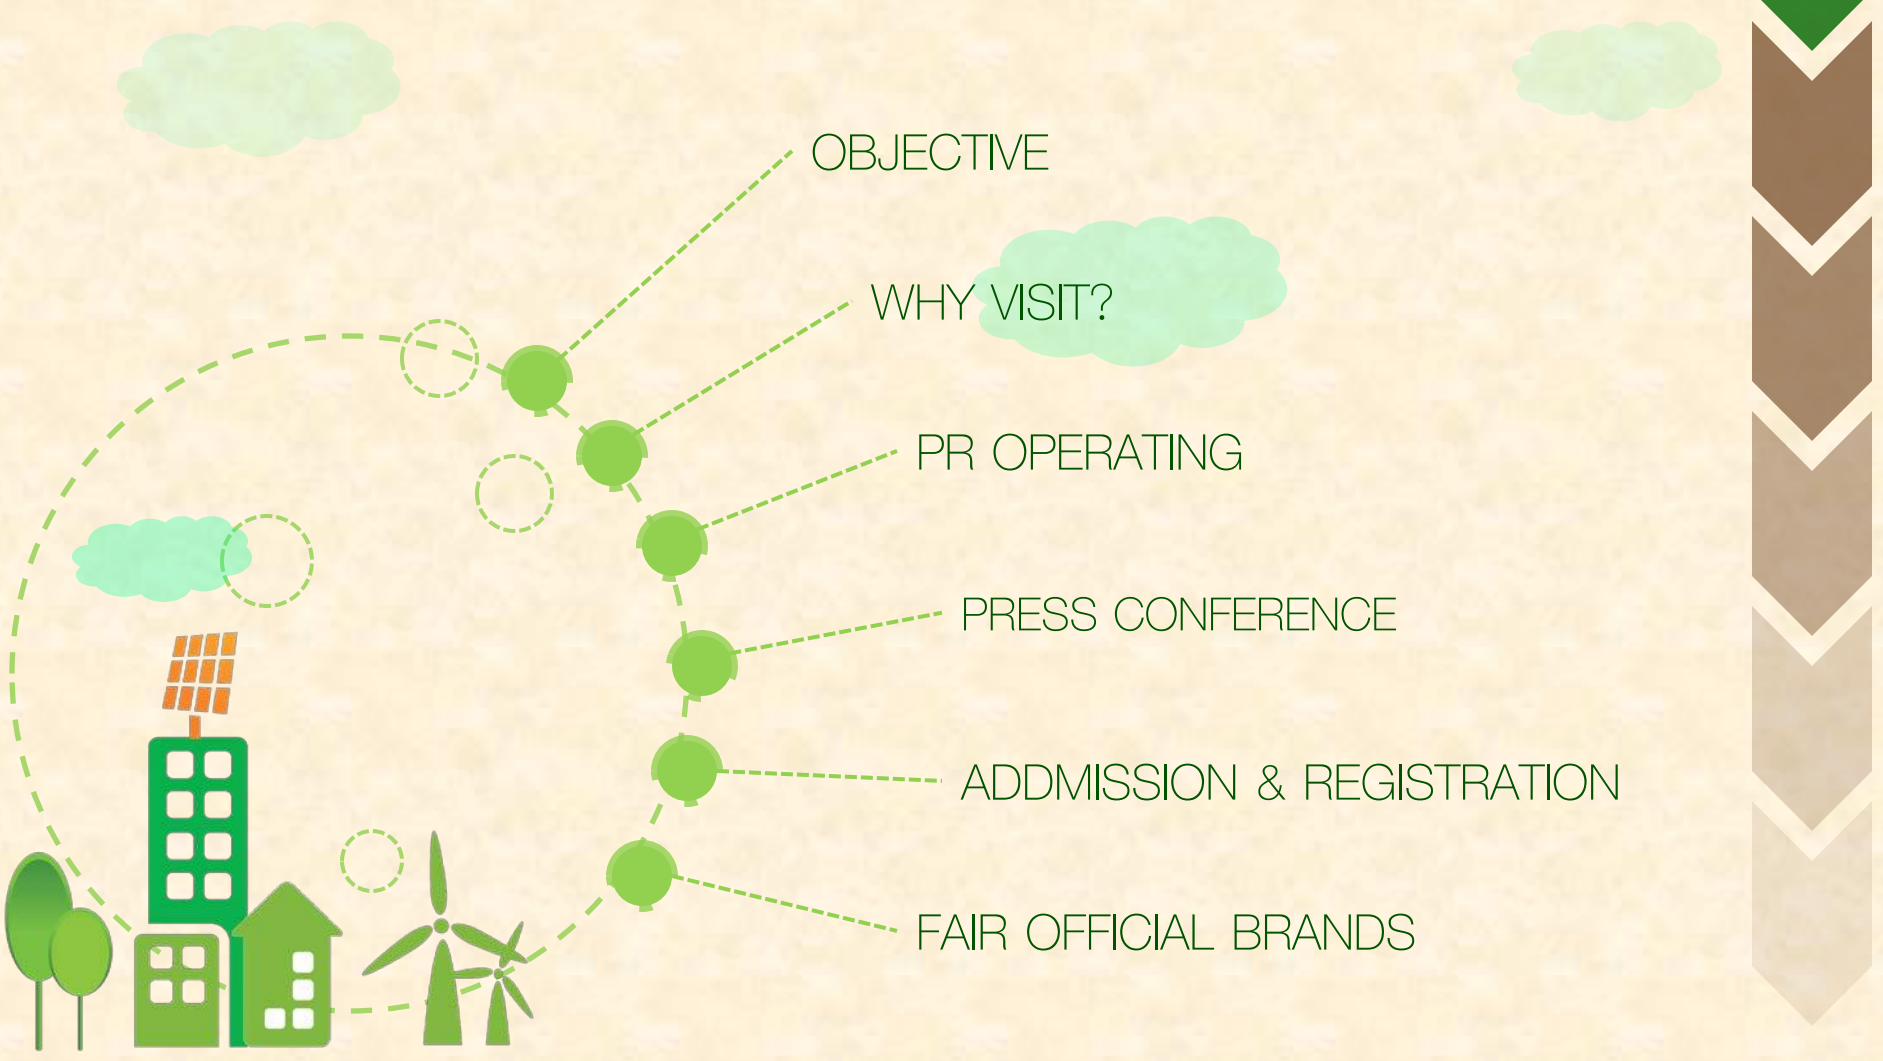 OBJECTIVE
WHY VISIT?
PR OPERATING
PRESS CONFERENCE
ADDMISSION & REGISTRATION
FAIR OFFICIAL BRANDS